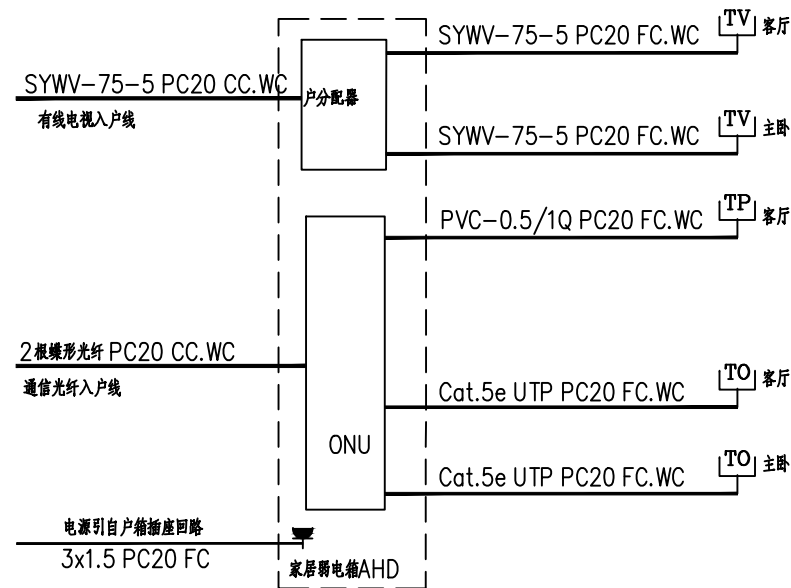 SYWV-75-5 PC20 FC.WC
TV 客厅
SYWV-75-5 PC20 CC.WC
户分配器
有线电视入户线
SYWV-75-5 PC20 FC.WC
TV 主卧
PVC-0.5/1Q PC20 FC.WC
TP 客厅
2根蝶形光纤 PC20 CC.WC
通信光纤入户线
Cat.5e UTP PC20 FC.WC
TO 客厅
ONU
Cat.5e UTP PC20 FC.WC
TO 主卧
电源引自户箱插座回路
3x1.5 PC20 FC
家居弱电箱AHD